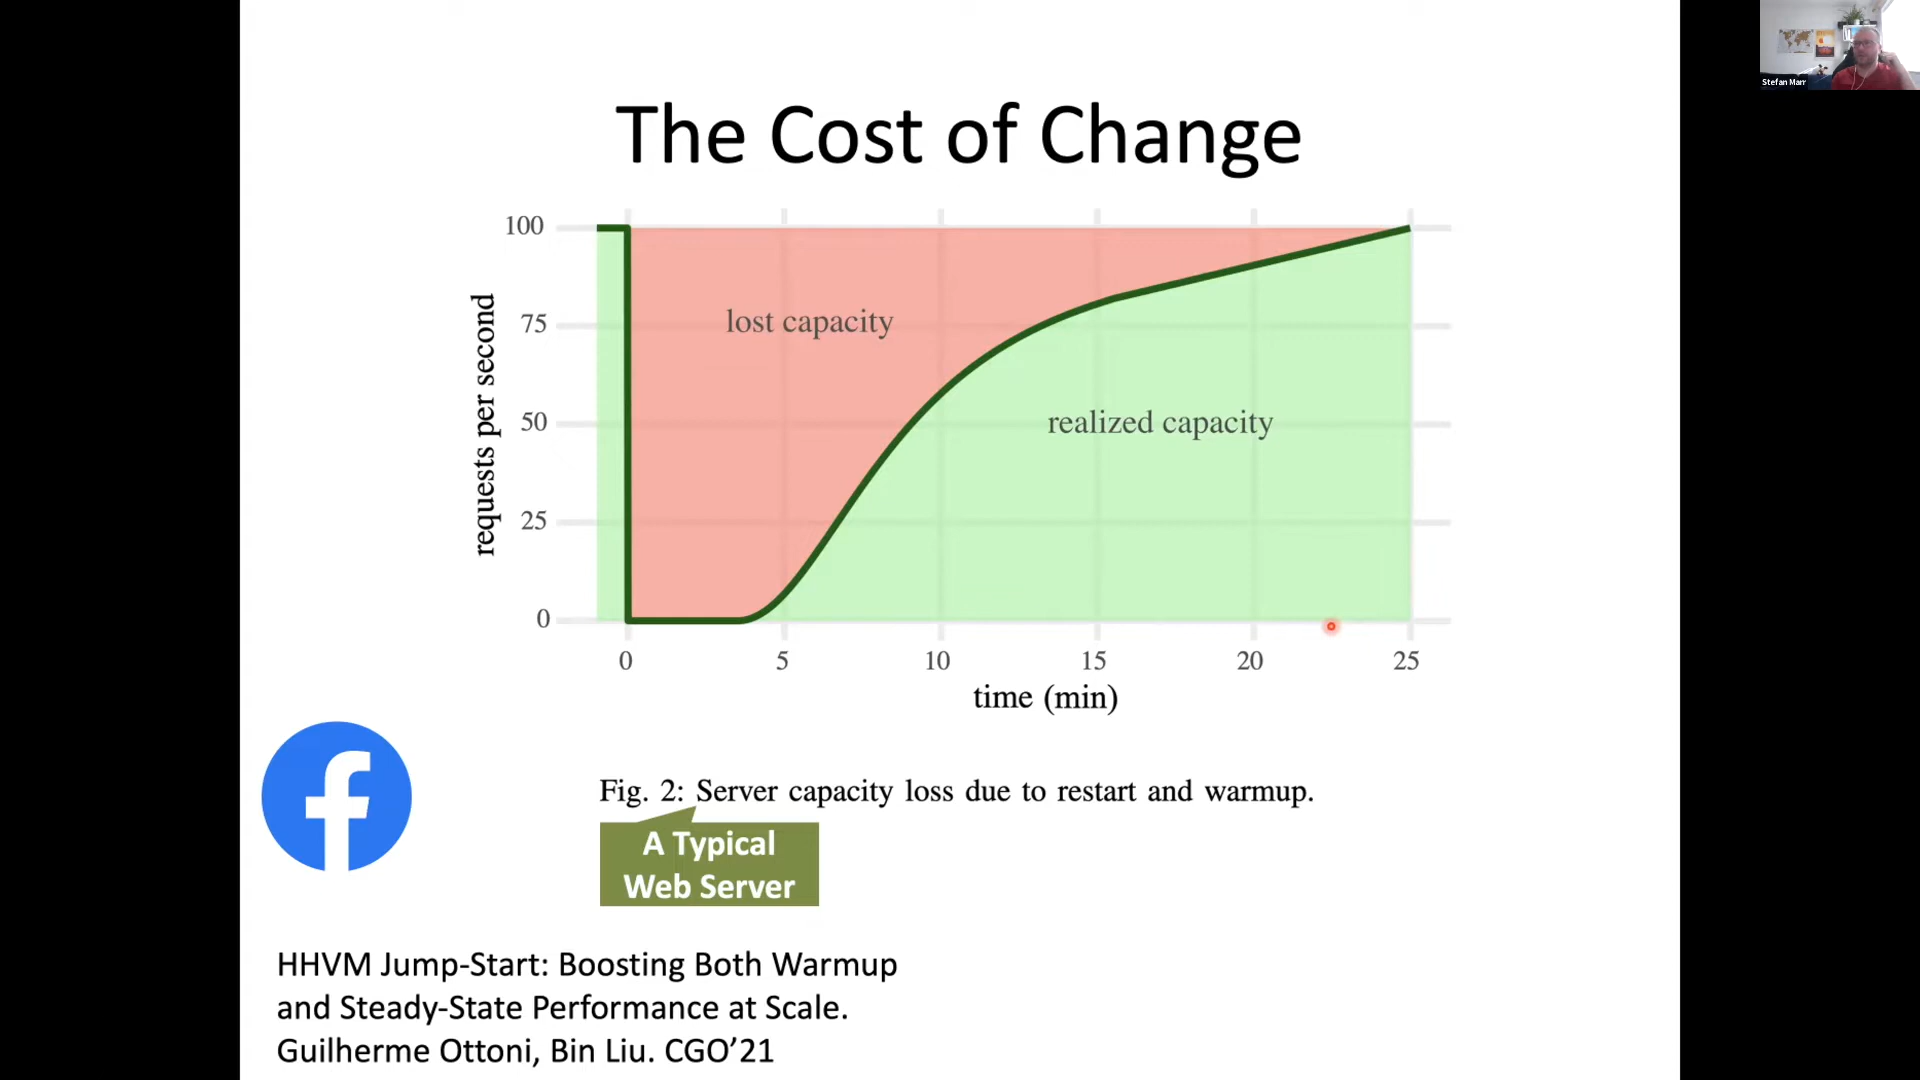 Stefan Marr
The Cost of Change
100
75
50
25
0
requests per second
lost capacity
realized capacity
0 5 10 15 20 25
time (min)
Fig. 2: Server capacity loss due to restart and warmup.
A Typical
Web Server
HHVM Jump-Start: Boosting Both Warmup
and Steady-State Performance at Scale.
Guilherme Ottoni, Bin Liu. CGO’21